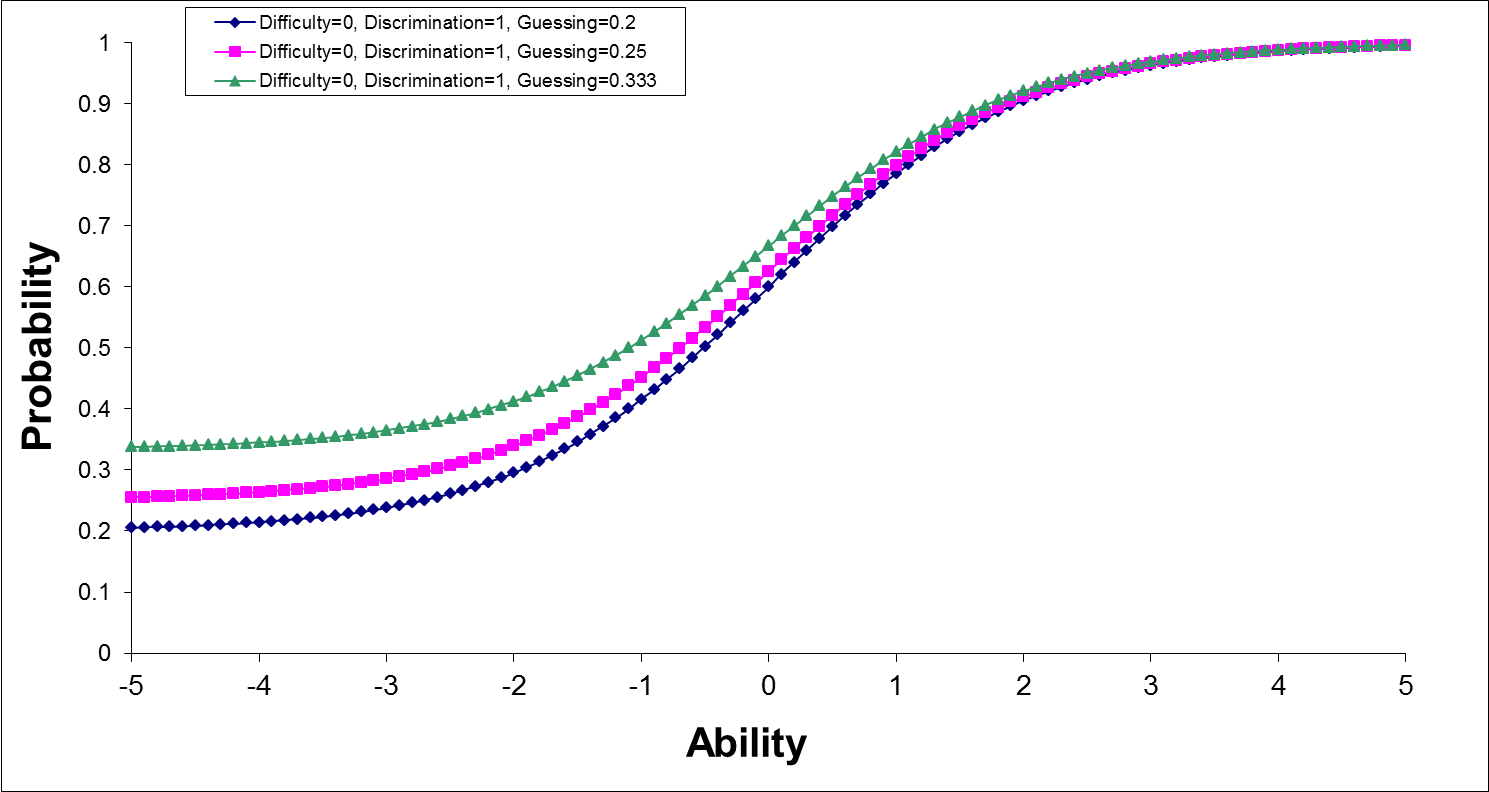 Difficulty=0, Discrimination=1, Guessing=0.2
Difficulty=0, Discrimination=1, Guessing=0.25
Difficulty=0, Discrimination=1, Guessing=0.333
1
0.9
0.8
0.7
0.6
0.5
0.4
0.3
0.2
0.1
0
Probability
-5 -4 -3 -2 -1 0 1 2 3 4 5
Ability